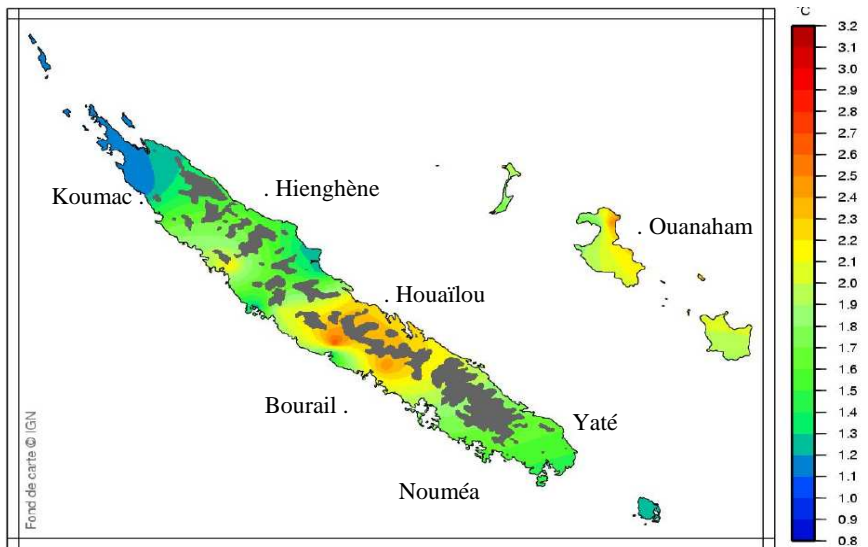 °C
3.2
3.1
3.0
2.9
2.8
2.7
2.6
2.5
2.4
2.3
2.2
2.1
2.0
1.9
1.8
1.7
1.6
1.5
1.4
1.3
1.2
1.1
1.0
0.9
0.8
Koumac .
. Hienghène
. Ouanaham
. Houaïlou
Bourail .
Yaté
Nouméa
Fond de carte © IGN